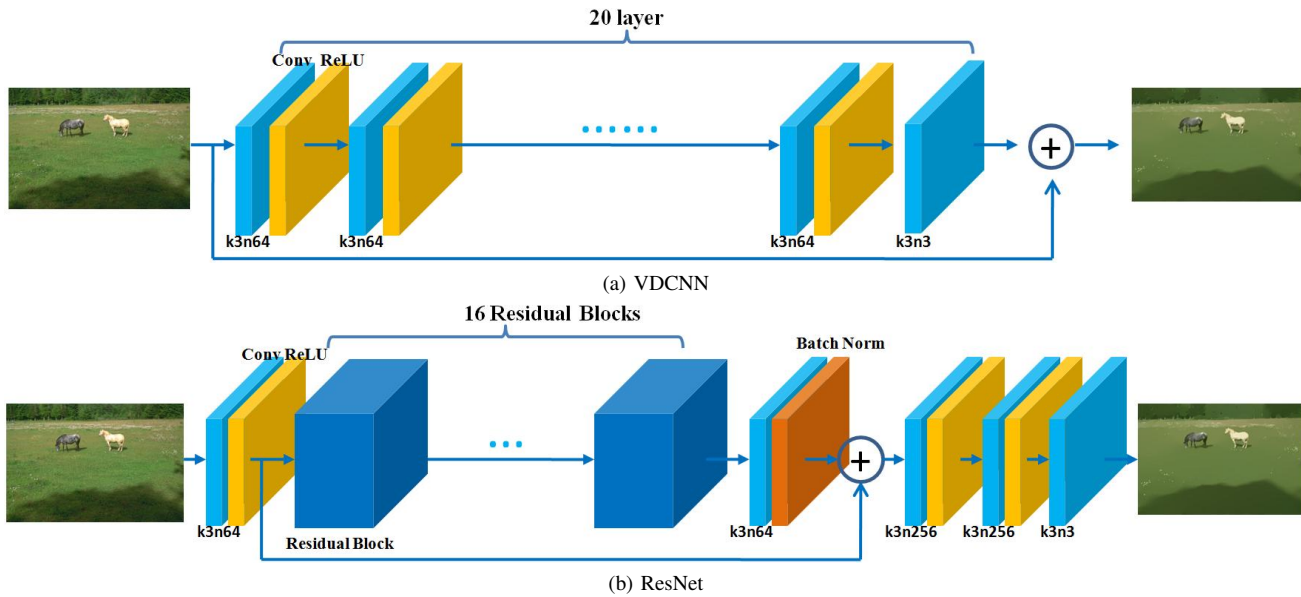 20 layer
Conv ReLU
+
k3n64
k3n64
k3n64
k3n3
(a) VDCNN
16 Residual Blocks
Conv ReLU
Batch Norm
+
k3n64
Residual Block
k3n64
k3n256
k3n256
k3n3
(b) ResNet